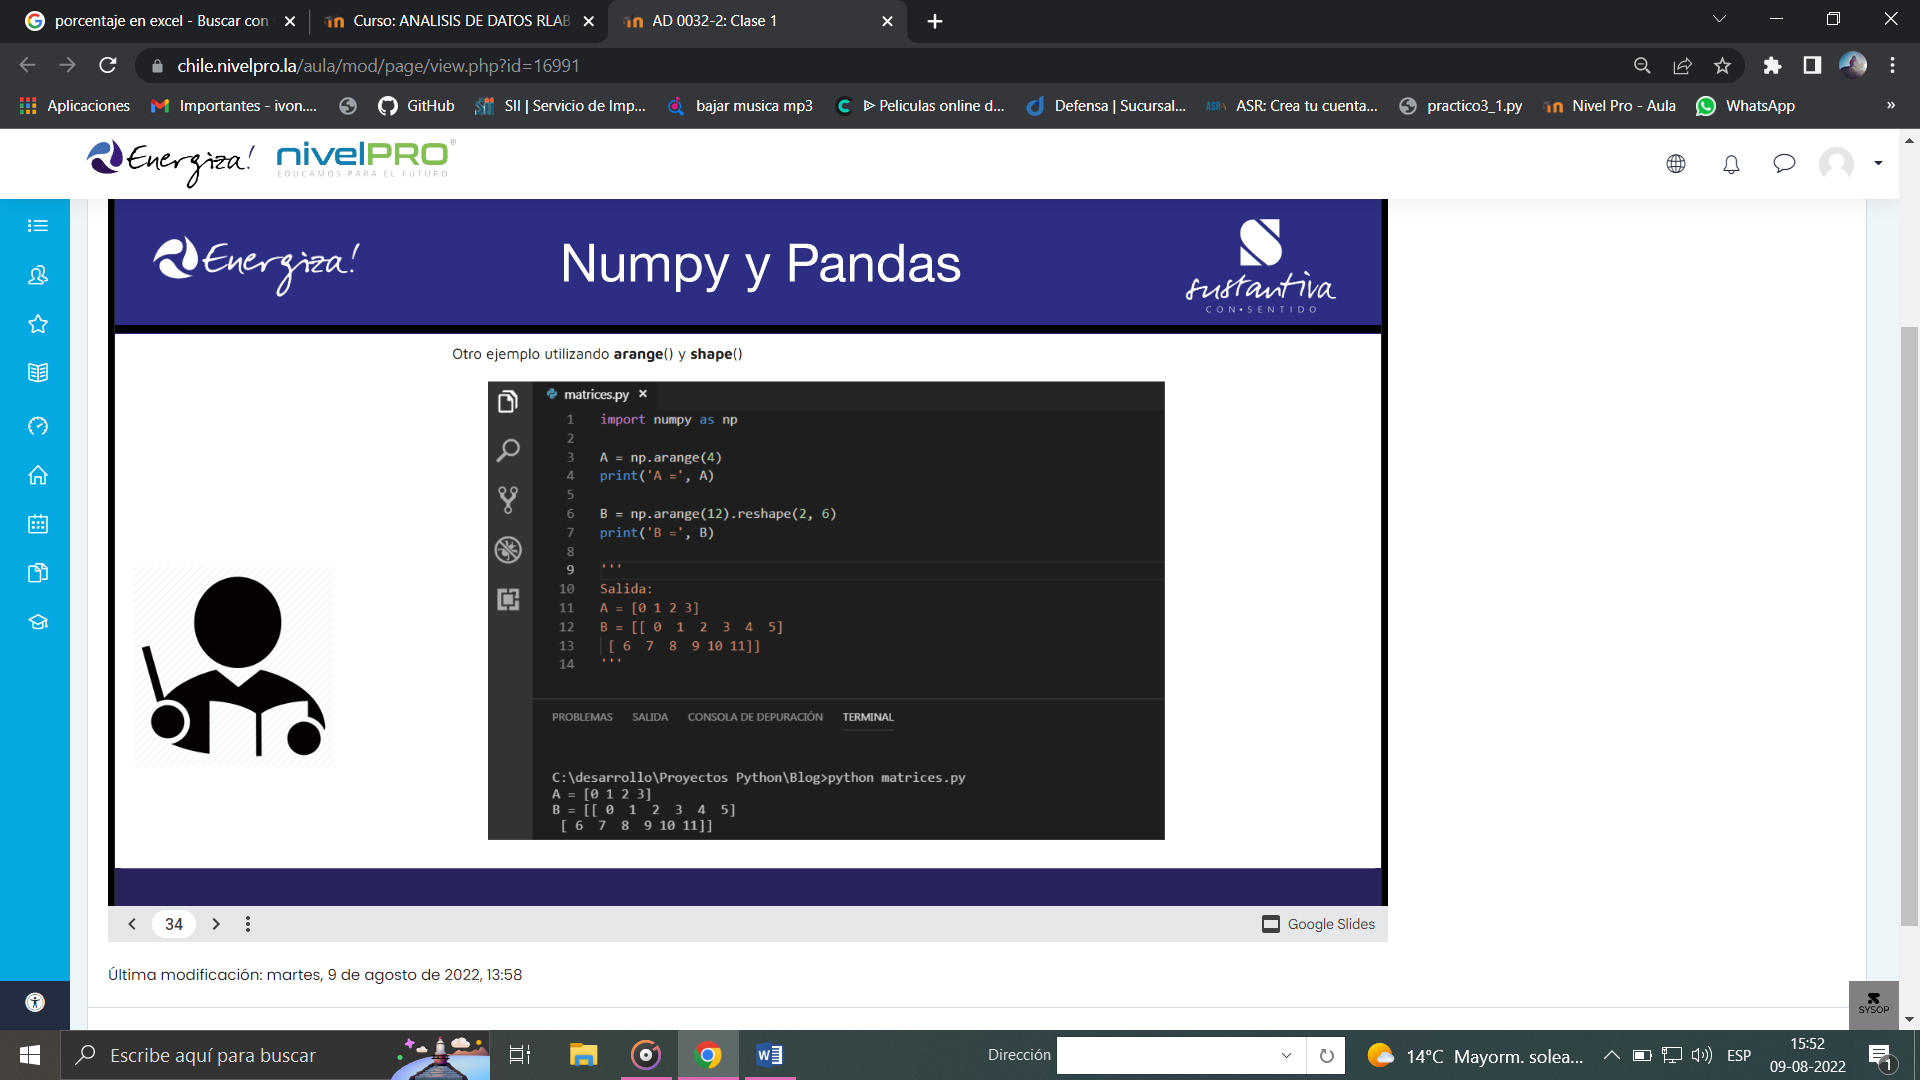 porcentaje en excel - Buscar con
Curso: ANALISIS DE DATOS RLAB
AD 0032-2: Clase 1
chile.nivelpro.la/aula/mod/page/view.php?id=16991
Aplicaciones
Importantes - ivon....
GitHub
SII | Servicio de Imp...
bajar musica mp3
Peliculas online d...
Defensa | Sucursal...
ASR: Crea tu cuenta...
practico3_1.py
Nivel Pro - Aula
WhatsApp
»
Energiza!
nivelPRO
EDUCAMOS PARA EL FUTURO
Energiza!
Numpy y Pandas
S
sustantiva
CON•SENTIDO
Otro ejemplo utilizando arange() y shape()
matrices.py
1 import numpy as np
2
3 A = np.arange(4)
4 print('A =', A)
5
6 B = np.arange(12).reshape(2, 6)
7 print('B =', B)
8
9 '''
10 Salida:
11 A = [0 1 2 3]
12 B = [[ 0  1  2  3  4  5]
13  [ 6  7  8  9 10 11]]
14 '''
PROBLEMAS SALIDA CONSOLA DE DEPURACIÓN TERMINAL
C:\desarrollo\Proyectos Python\Blog>python matrices.py
A = [0 1 2 3]
B = [[ 0  1  2  3  4  5]
 [ 6  7  8  9 10 11]]
34
Google Slides
Última modificación: martes, 9 de agosto de 2022, 13:58
SYSOP
Escribe aquí para buscar
Dirección
14°C Mayorm. solea...
ESP
15:52
09-08-2022
1